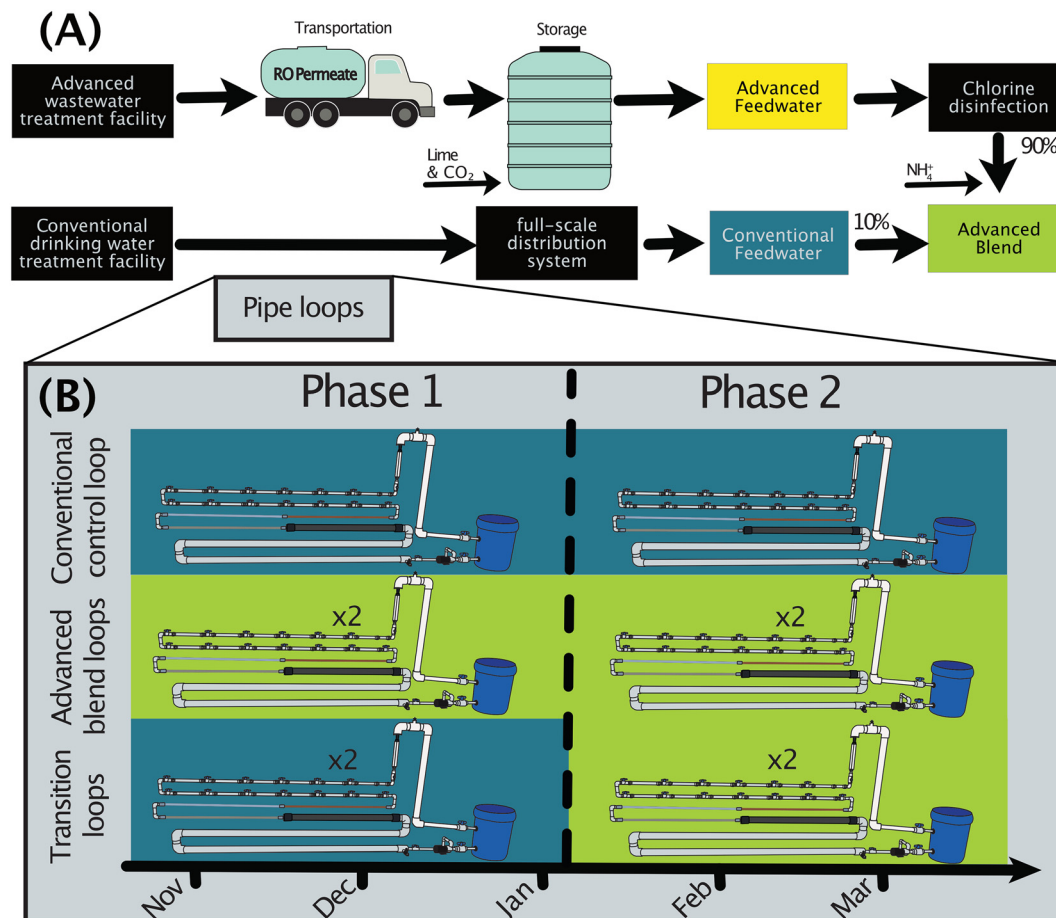 (A)
Transportation
Storage
Advanced
wastewater
treatment facility
RO Permeate
Advanced
Feedwater
Chlorine
disinfection
Lime
& CO₂
NH₄⁺
90%
Conventional
drinking water
treatment facility
full-scale
distribution
system
Conventional
Feedwater
10%
Advanced
Blend
Pipe loops
(B)
Phase 1
Phase 2
Conventional
control loop
Advanced
blend loops
x2
x2
Transition
loops
x2
x2
Nov
Dec
Jan
Feb
Mar